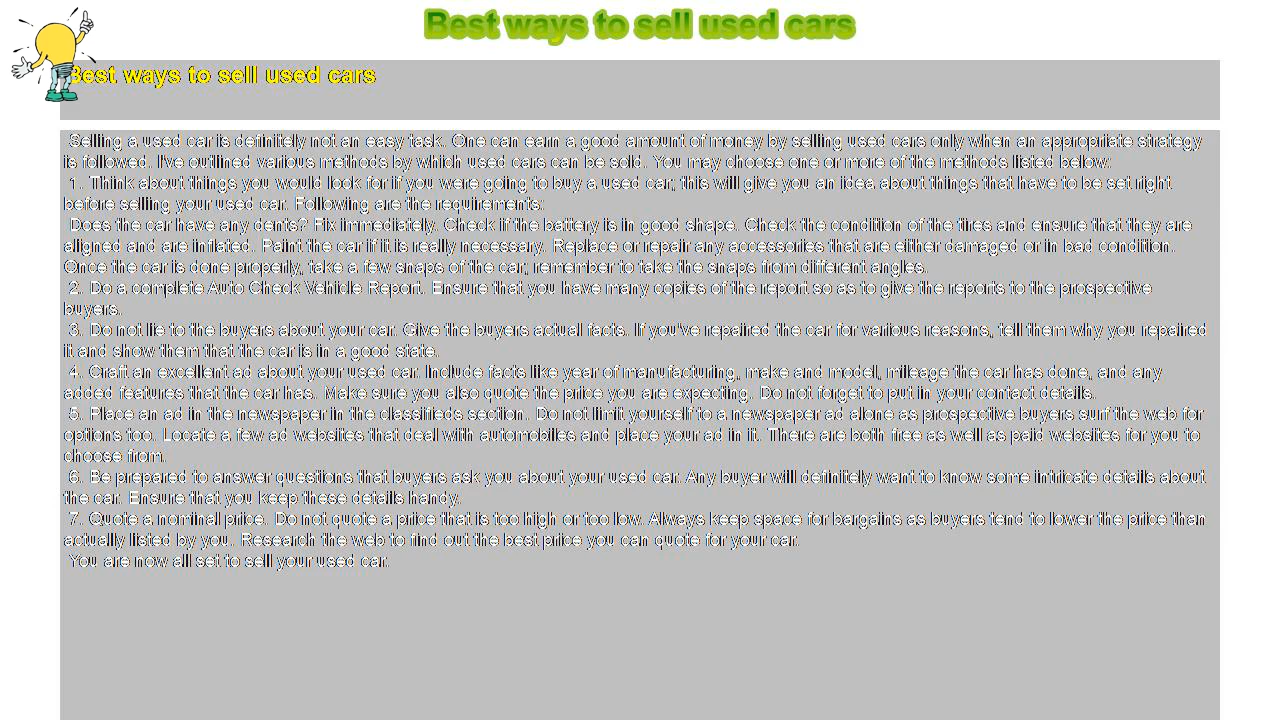 Best ways to sell used cars
Best ways to sell used cars
Selling a used car is definitely not an easy task. One can earn a good amount of money by selling used cars only when an appropriate strategy
is followed. I've outlined various methods by which used cars can be sold. You may choose one or more of the methods listed below:
1. Think about things you would look for if you were going to buy a used car; this will give you an idea about things that have to be set right
before selling your used car. Following are the requirements:
Does the car have any dents? Fix immediately. Check if the battery is in good shape. Check the condition of the tires and ensure that they are
aligned and are inflated. Paint the car if it is really necessary. Replace or repair any accessories that are either damaged or in bad condition.
Once the car is done properly, take a few snaps of the car; remember to take the snaps from different angles.
2. Do a complete Auto Check Vehicle Report. Ensure that you have many copies of the report so as to give the reports to the prospective
buyers.
3. Do not lie to the buyers about your car. Give the buyers actual facts. If you've repaired the car for various reasons, tell them why you repaired
it and show them that the car is in a good state.
4. Craft an excellent ad about your used car. Include facts like year of manufacturing, make and model, mileage the car has done, and any
added features that the car has. Make sure you also quote the price you are expecting. Do not forget to put in your contact details.
5. Place an ad in the newspaper in the classifieds section. Do not limit yourself to a newspaper ad alone as prospective buyers surf the web for
options too. Locate a few ad websites that deal with automobiles and place your ad in it. There are both free as well as paid websites for you to
choose from.
6. Be prepared to answer questions that buyers ask you about your used car. Any buyer will definitely want to know some intricate details about
the car. Ensure that you keep these details handy.
7. Quote a nominal price. Do not quote a price that is too high or too low. Always keep space for bargains as buyers tend to lower the price than
actually listed by you. Research the web to find out the best price you can quote for your car.
You are now all set to sell your used car.